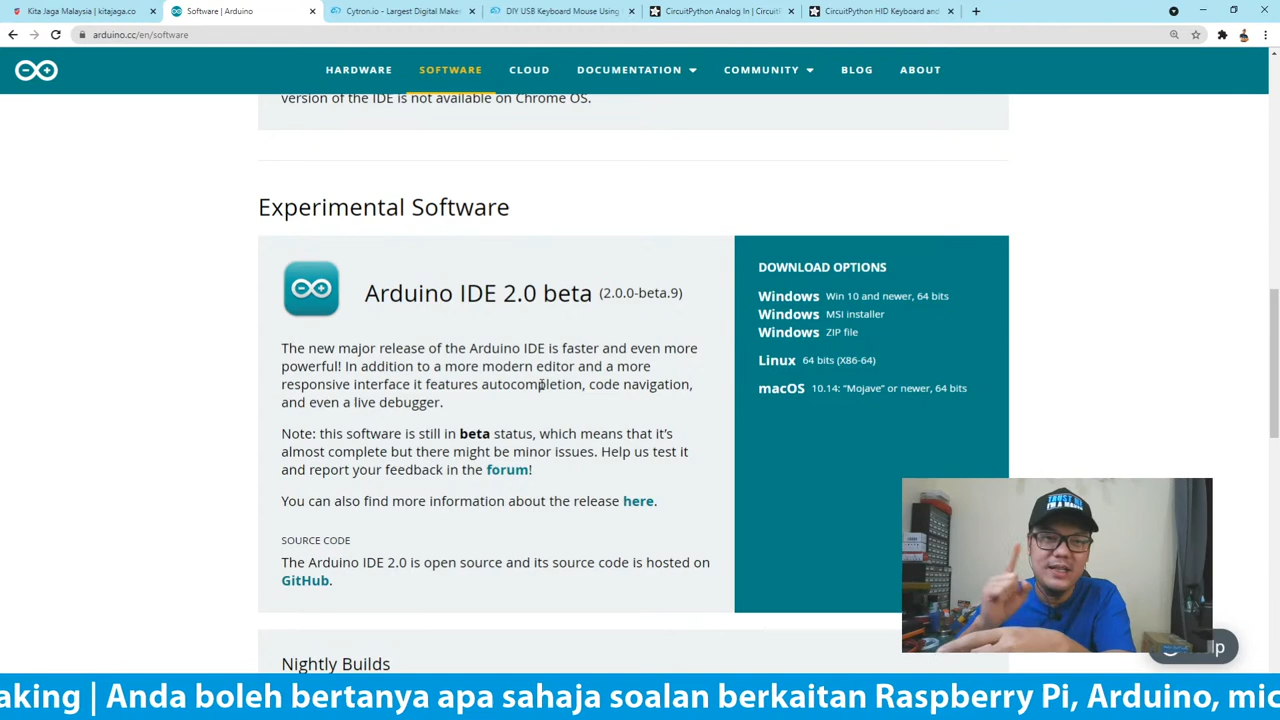 Kita Jaga Malaysia | kitajaga.co
Software | Arduino
Cytron.io - Largest Digital Make
DIY USB Keyboard Mouse Using
CircuitPython Analog In | Circuit
CircuitPython HID Keyboard and
arduino.cc/en/software
HARDWARE
SOFTWARE
CLOUD
DOCUMENTATION
COMMUNITY
BLOG
ABOUT
version of the IDE is not available on Chrome OS.
Experimental Software
Arduino IDE 2.0 beta (2.0.0-beta.9)
The new major release of the Arduino IDE is faster and even more
powerful! In addition to a more modern editor and a more
responsive interface it features autocompletion, code navigation,
and even a live debugger.
Note: this software is still in beta status, which means that it's
almost complete but there might be minor issues. Help us test it
and report your feedback in the forum!
You can also find more information about the release here.
SOURCE CODE
The Arduino IDE 2.0 is open source and its source code is hosted on
GitHub.
DOWNLOAD OPTIONS
Windows Win 10 and newer, 64 bits
Windows MSI installer
Windows ZIP file
Linux 64 bits (X86-64)
macOS 10.14: "Mojave" or newer, 64 bits
TRUST ME
Nightly Builds
aking | Anda boleh bertanya apa sahaja soalan berkaitan Raspberry Pi, Arduino, mic